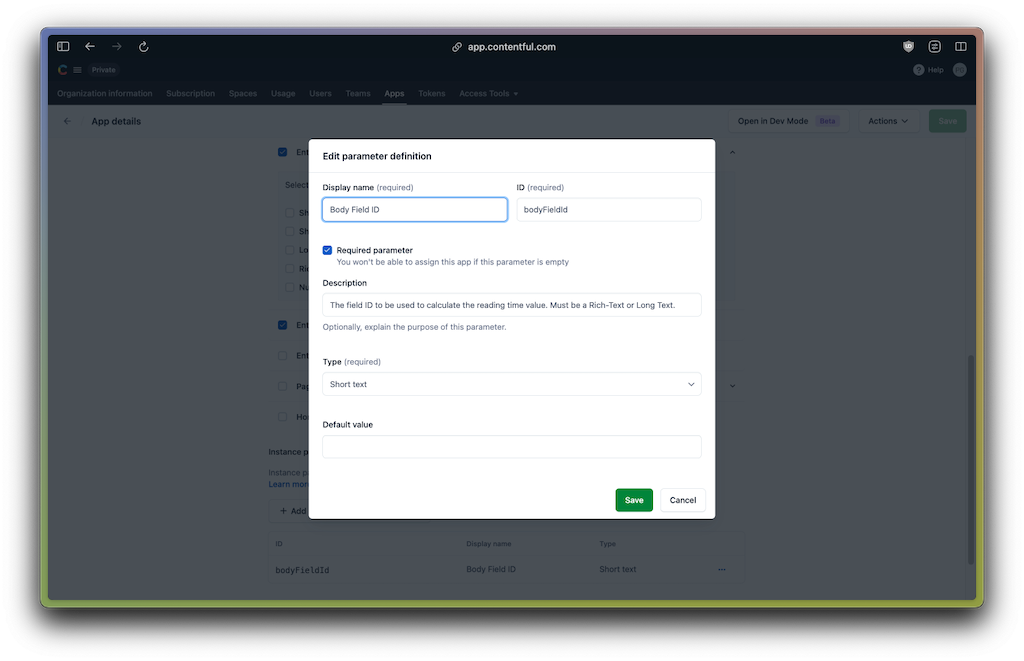 app.contentful.com
Private
Help
Organization information Subscription Spaces Usage Users Teams Apps Tokens Access Tools
App details
Open in Dev Mode Beta
Actions
Save
Edit parameter definition
Display name (required)
ID (required)
Body Field ID
bodyFieldId
Required parameter
You won't be able to assign this app if this parameter is empty
Description
The field ID to be used to calculate the reading time value. Must be a Rich-Text or Long Text.
Optionally, explain the purpose of this parameter.
Type (required)
Short text
Default value
Save
Cancel
Select
Instance p
Instance p
Learn mor
+ Add
ID Display name Type
bodyFieldId Body Field ID Short text